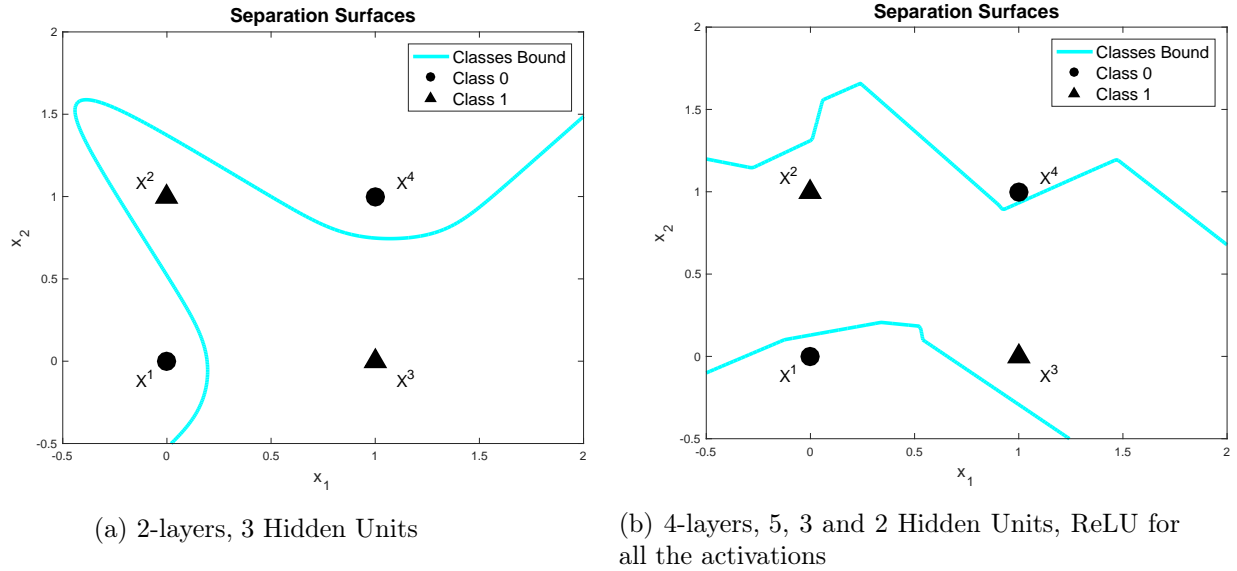 Separation Surfaces
Classes Bound
Class 0
Class 1
2
1.5
1
0.5
0
-0.5
x2
X2
X4
X1
X3
-0.5
0
0.5
1
1.5
2
x1
(a) 2-layers, 3 Hidden Units
Separation Surfaces
Classes Bound
Class 0
Class 1
2
1.5
1
0.5
0
-0.5
x2
X2
X4
X1
X3
-0.5
0
0.5
1
1.5
2
x1
(b) 4-layers, 5, 3 and 2 Hidden Units, ReLU for
all the activations